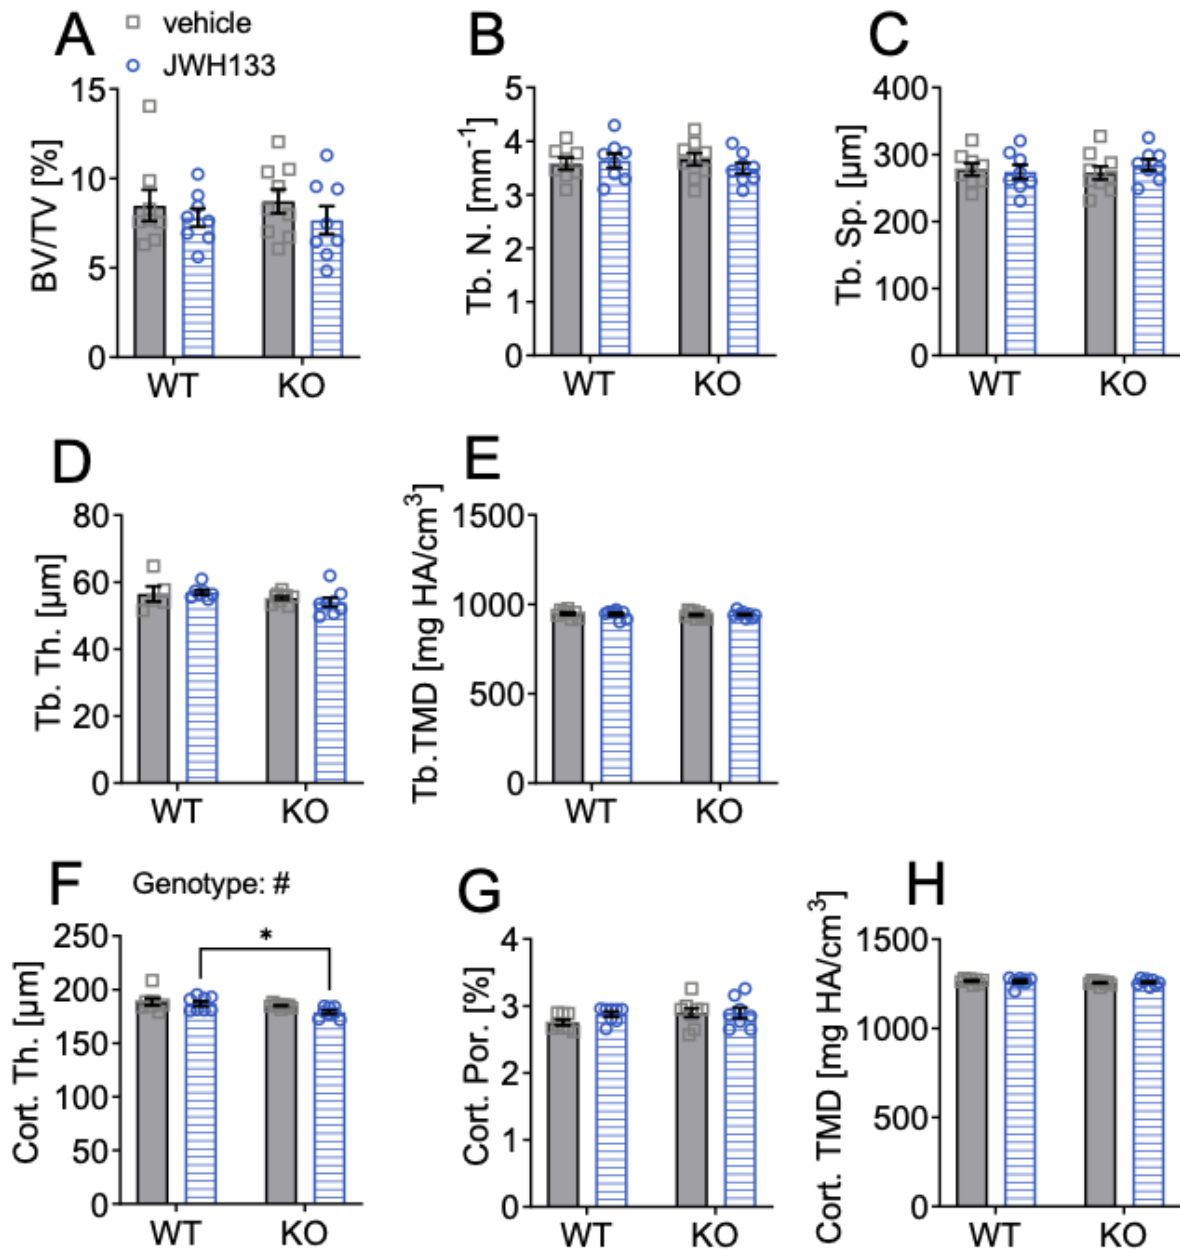 A
vehicle
JWH133
BV/TV [%]
15
10
5
0
WT
KO
B
Tb. N. [mm⁻¹]
5
4
3
2
1
0
WT
KO
C
Tb. Sp. [µm]
400
300
200
100
0
WT
KO
D
Tb. Th. [µm]
80
60
40
20
0
WT
KO
E
Tb.TMD [mg HA/cm³]
1500
1000
500
0
WT
KO
F
Genotype: #
Cort. Th. [µm]
250
200
150
100
50
0
*
WT
KO
G
Cort. Por. [%]
4
3
2
1
0
WT
KO
H
Cort. TMD [mg HA/cm³]
1500
1000
500
0
WT
KO